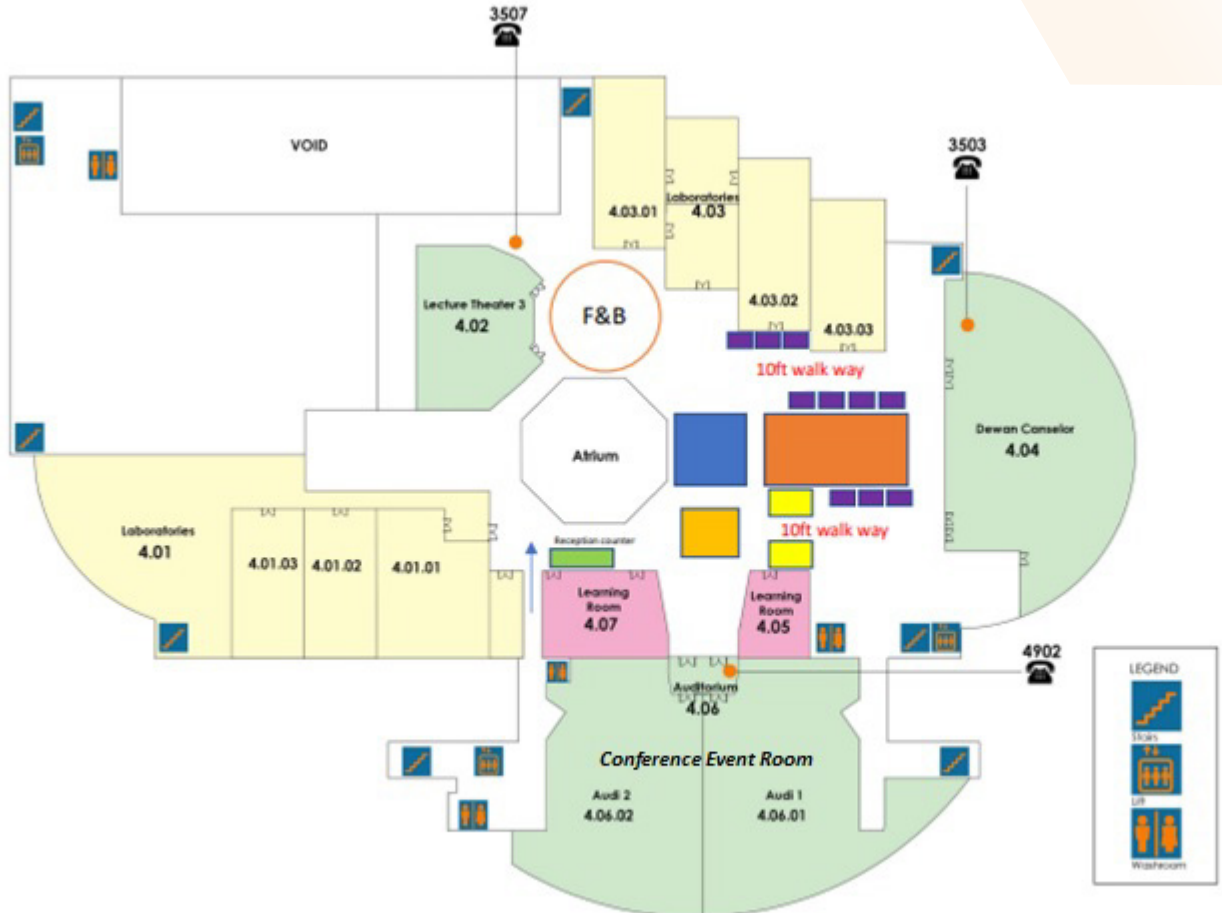 3507
3503
VOID
Laboratories
4.03
4.03.01
4.03.02
4.03.03
Lecture Theater 3
4.02
F&B
10ft walk way
Dewan Canselor
4.04
Atrium
10ft walk way
Laboratories
4.01
4.01.03
4.01.02
4.01.01
Reception counter
Learning
Room
4.07
Learning
Room
4.05
4902
Auditorium
4.06
Conference Event Room
Audi 2
4.06.02
Audi 1
4.06.01
LEGEND
Stairs
Lift
Washroom